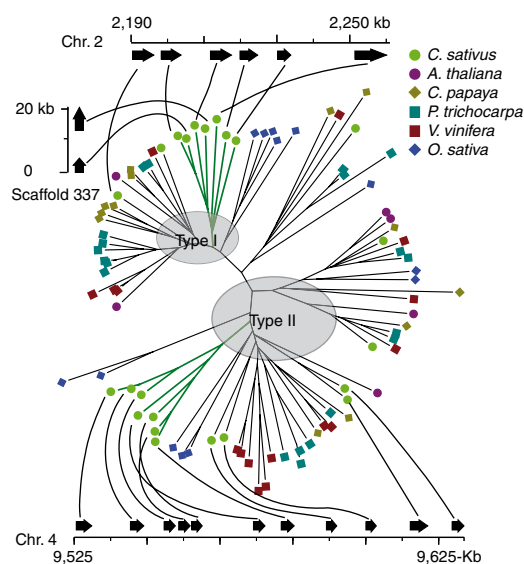 2,190
2,250 kb
Chr. 2
C. sativus
A. thaliana
C. papaya
P. trichocarpa
V. vinifera
O. sativa
20 kb
0
Scaffold 337
Type I
Type II
Chr. 4
9,525
9,625-Kb